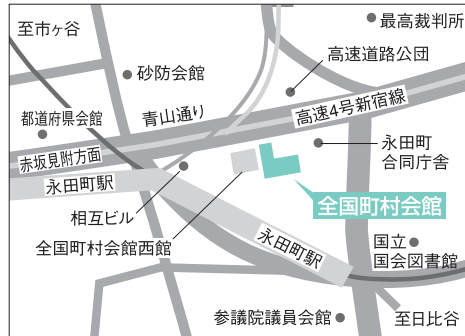 至市ヶ谷
最高裁判所
高速道路公団
砂防会館
青山通り
高速4号新宿線
都道府県会館
赤坂見附方面
永田町
合同庁舎
永田町駅
相互ビル
全国町村会館
全国町村会館西館
永田町駅
国立
国会図書館
参議院議員会館
至日比谷